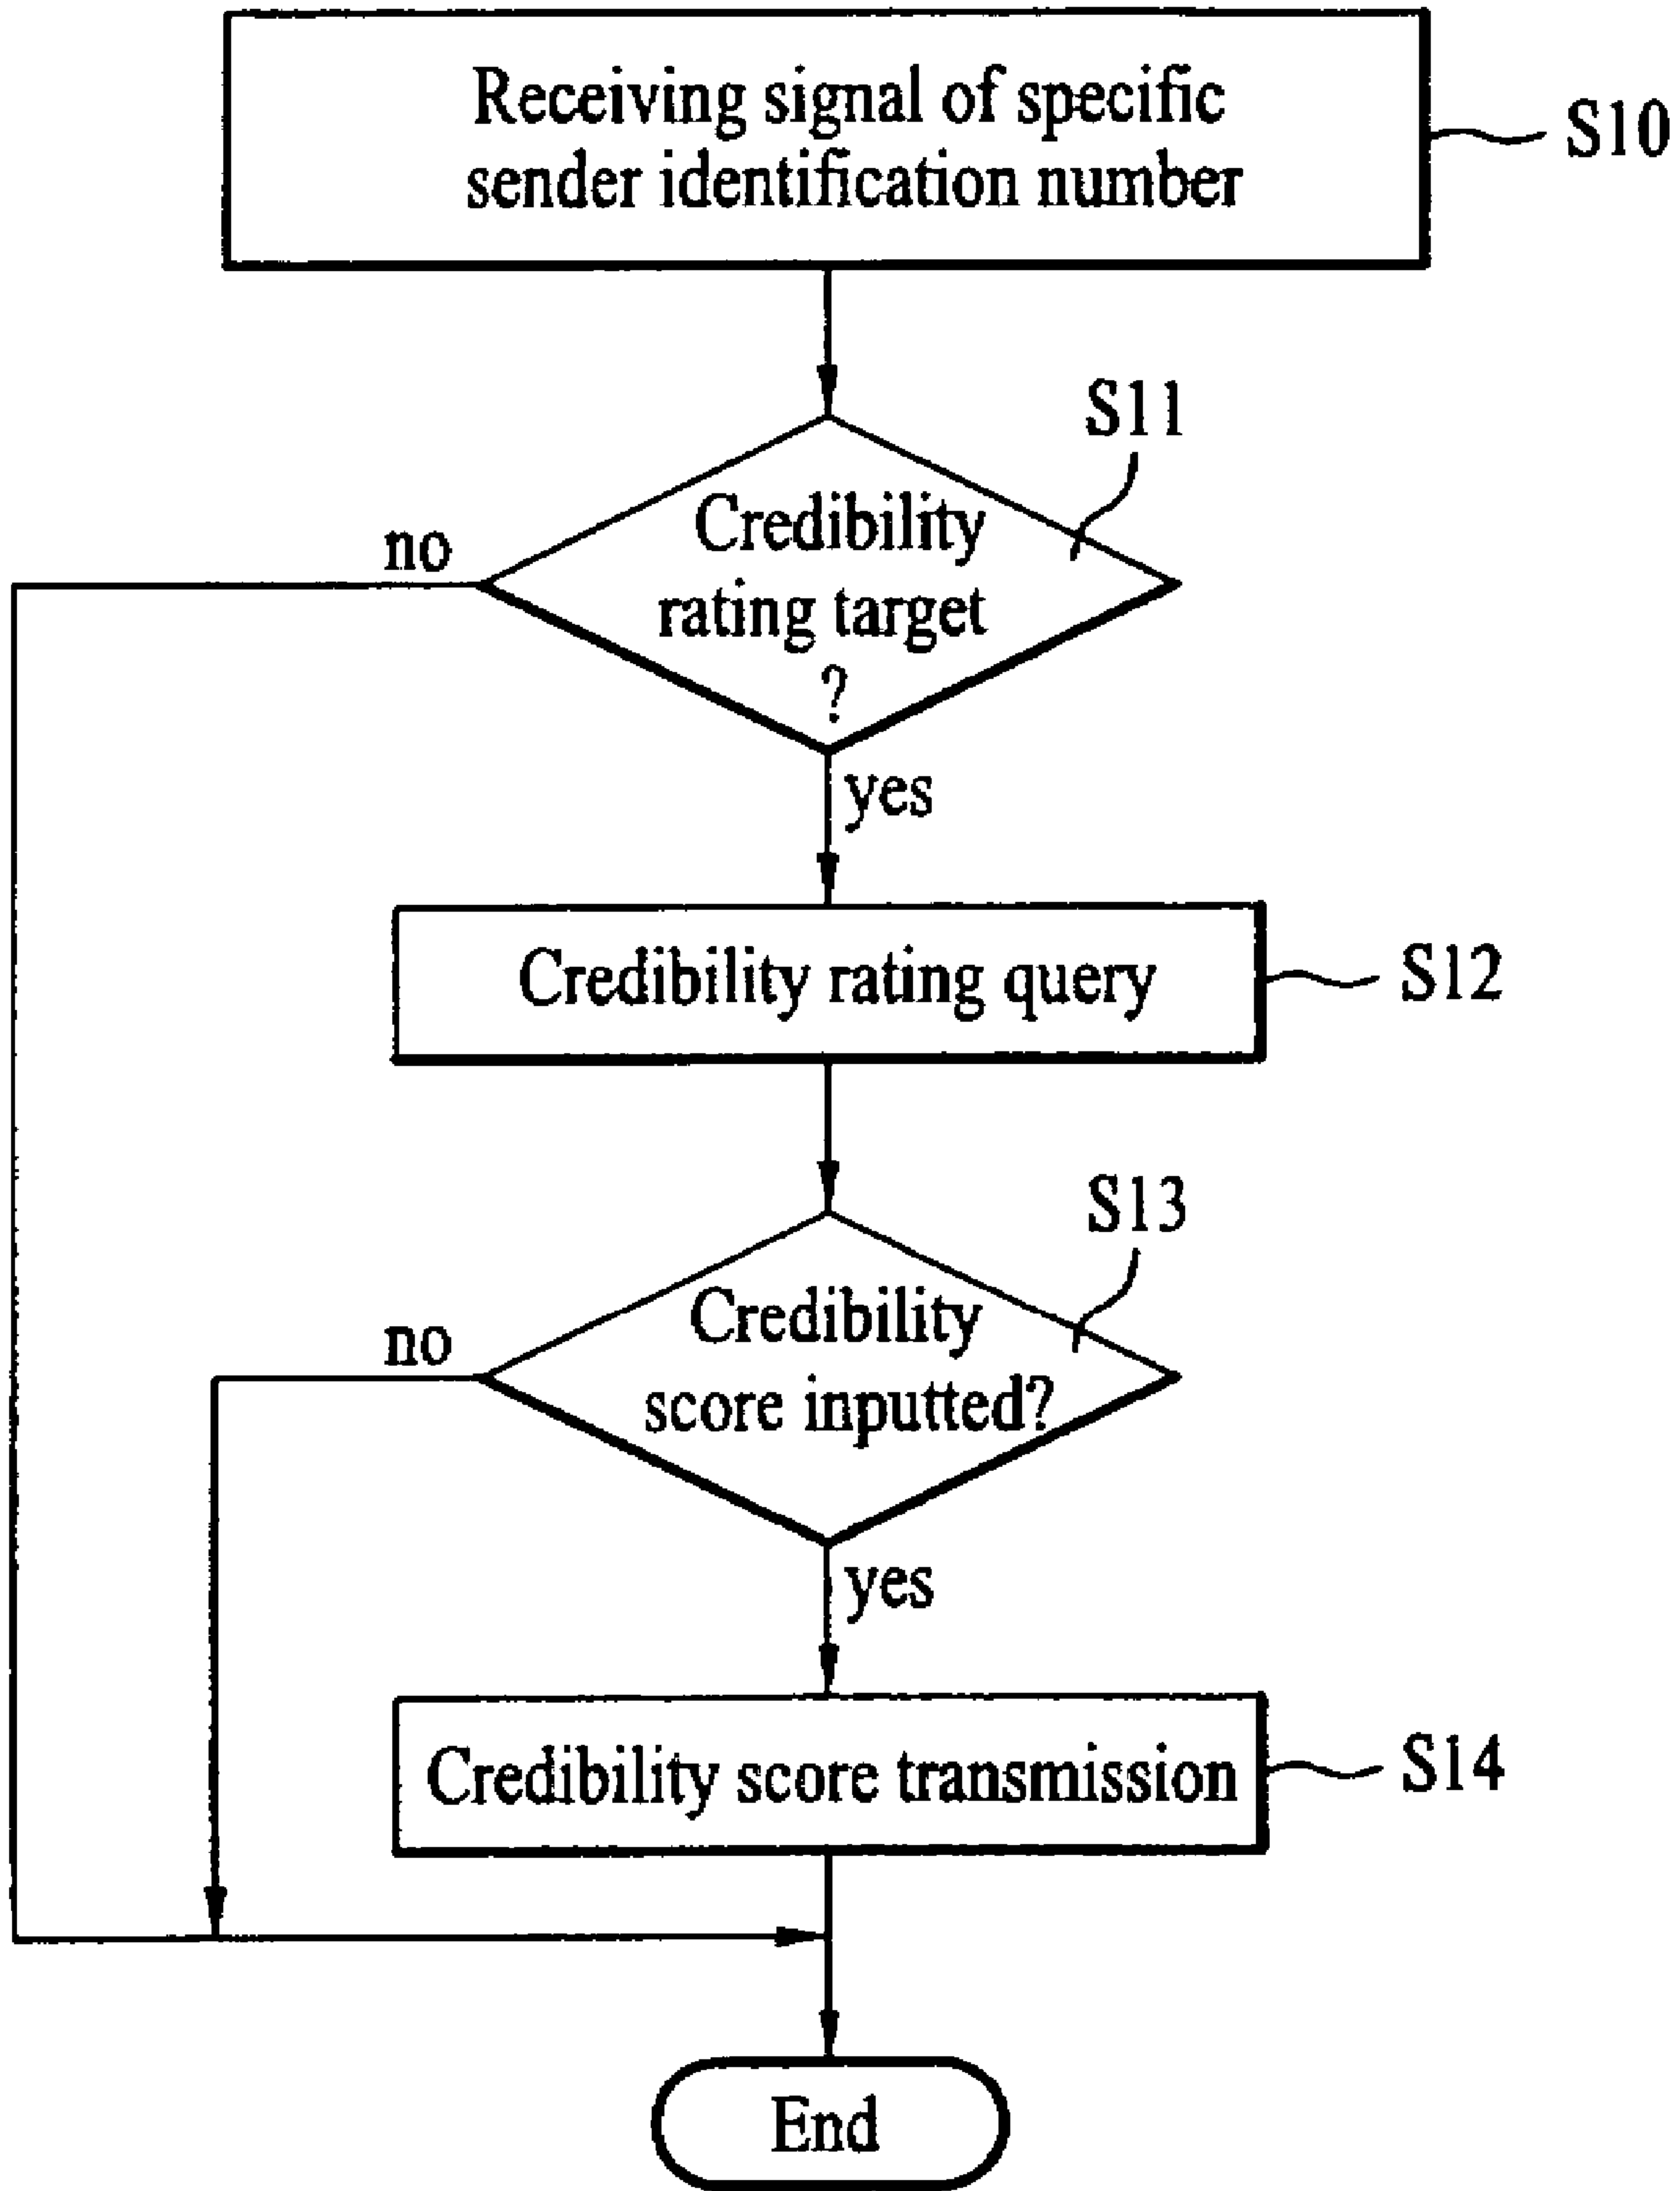 Receiving signal of specific
sender identification number
S10
S11
Credibility
rating target
?
no
yes
Credibility rating query
S12
S13
Credibility
score inputted?
no
yes
Credibility score transmission
S14
End